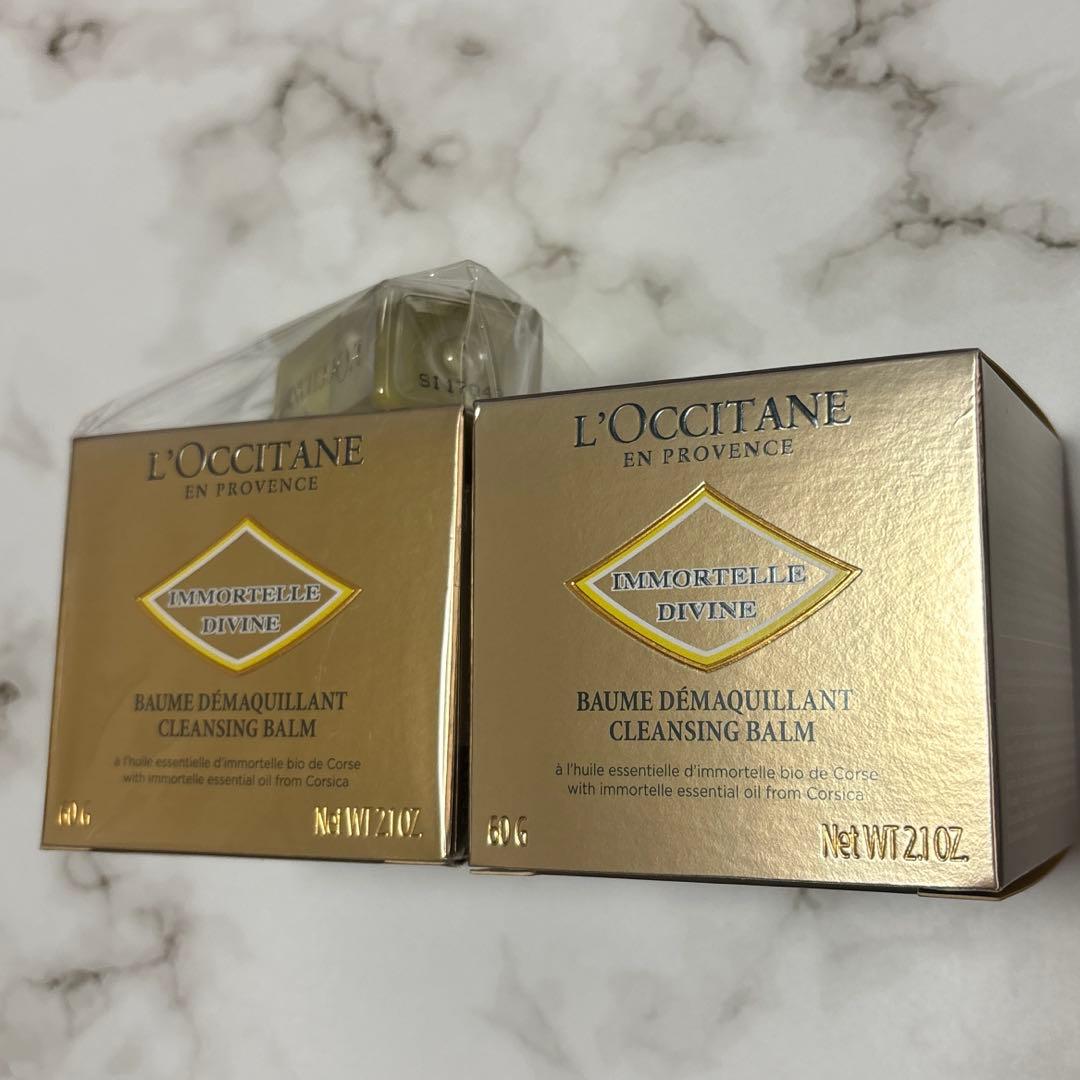 L'OCCITANE
EN PROVENCE
IMMORTELLE
DIVINE
BAUME DÉMAQUILLANT
CLEANSING BALM
à l'huile essentielle d'immortelle bio de Corse
with immortelle essential oil from Corsica
60 G
Net WT 2.1 OZ.
L'OCCITANE
EN PROVENCE
IMMORTELLE
DIVINE
BAUME DÉMAQUILLANT
CLEANSING BALM
à l'huile essentielle d'immortelle bio de Corse
with immortelle essential oil from Corsica
60 G
Net WT 2.1 OZ.